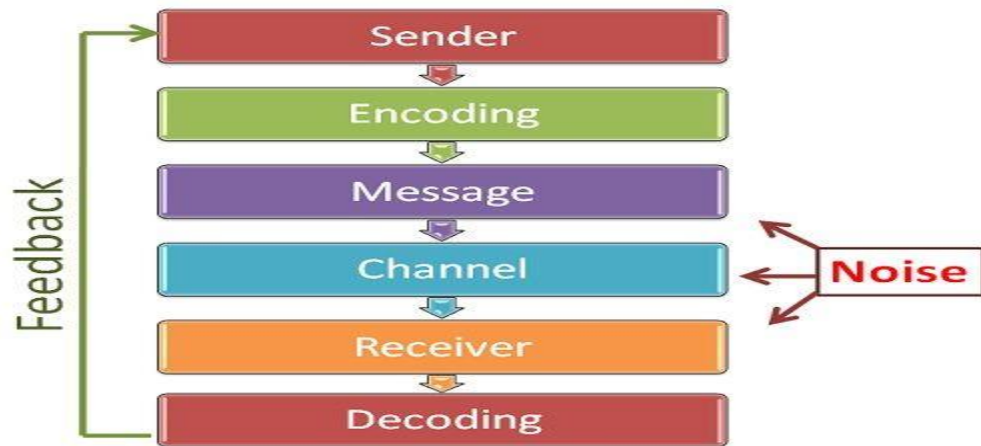 Sender
Encoding
Message
Channel
Receiver
Decoding
Feedback
Noise